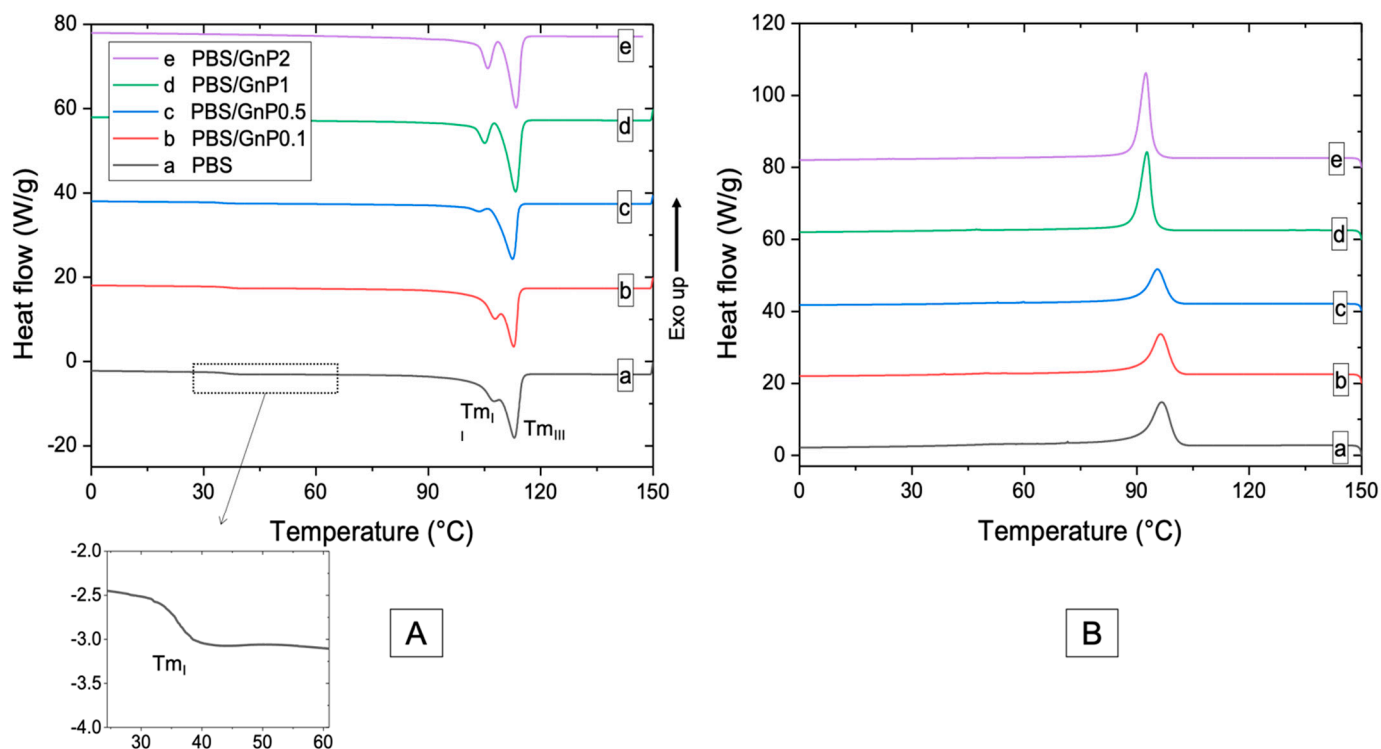 80
60
40
20
0
-20
Heat flow (W/g)
e PBS/GnP2
d PBS/GnP1
c PBS/GnP0.5
b PBS/GnP0.1
a PBS
e
d
c
b
a
TmI
I
TmIII
0 30 60 90 120 150
Temperature (°C)
Exo up
120
100
80
60
40
20
0
Heat flow (W/g)
e
d
c
b
a
0 30 60 90 120 150
Temperature (°C)
-2.0
-2.5
-3.0
-3.5
-4.0
TmI
30 40 50 60
A
B